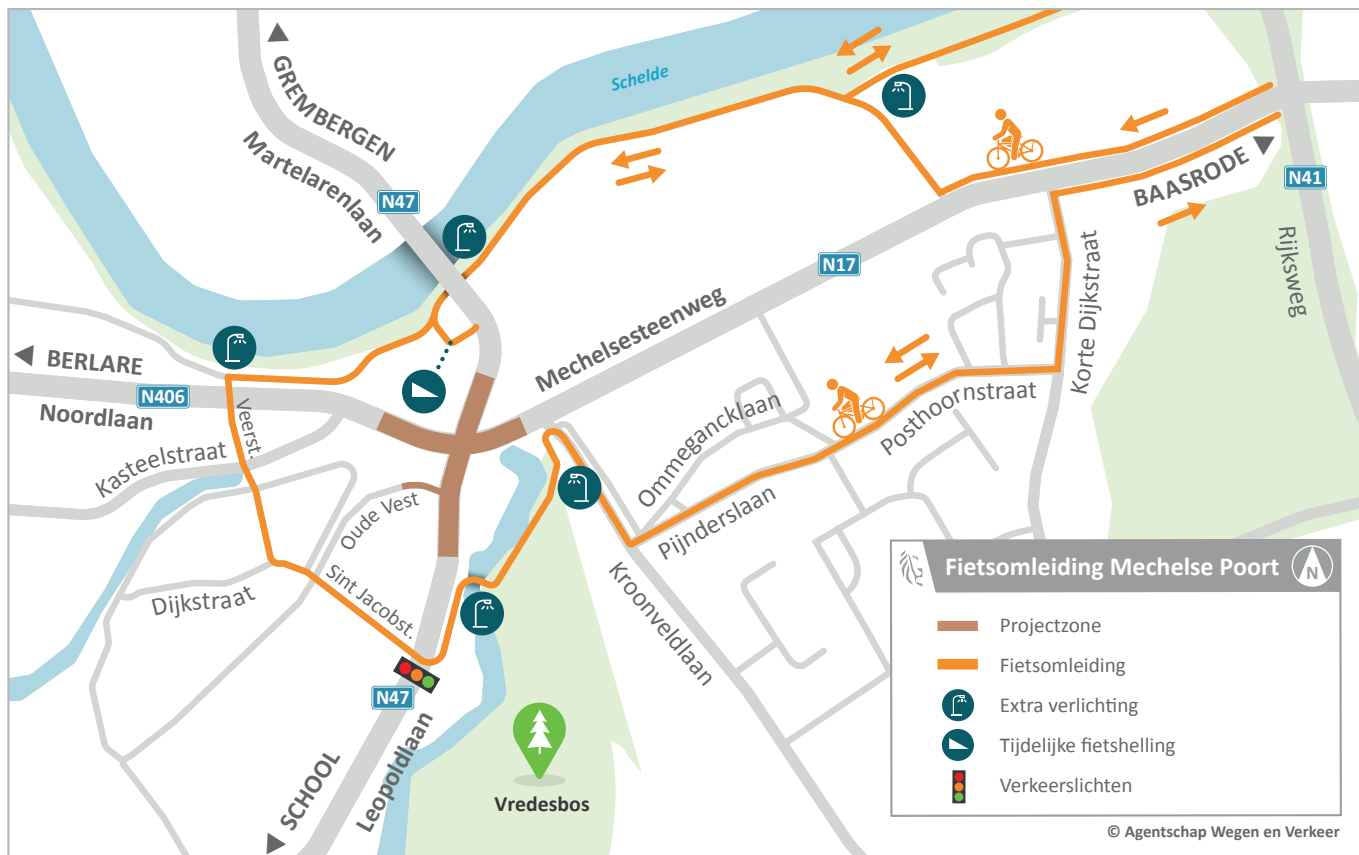 GREMBERGEN
Martelarenlaan
N47
Schelde
BAASRODE
N41
Rijksweg
N17
Mechelsesteenweg
Korte Dijkstraat
BERLARE
N406
Noordlaan
Veerst.
Kasteelstraat
Oude Vest
Ommegancklaan
Posthoornstraat
Pijnderslaan
Dijkstraat
Sint Jacobst.
Kroonveldlaan
N47
Leopoldlaan
SCHOOL
Vredesbos
Fietsomleiding Mechelse Poort
N
Projectzone
Fietsomleiding
Extra verlichting
Tijdelijke fietshelling
Verkeerslichten
© Agentschap Wegen en Verkeer